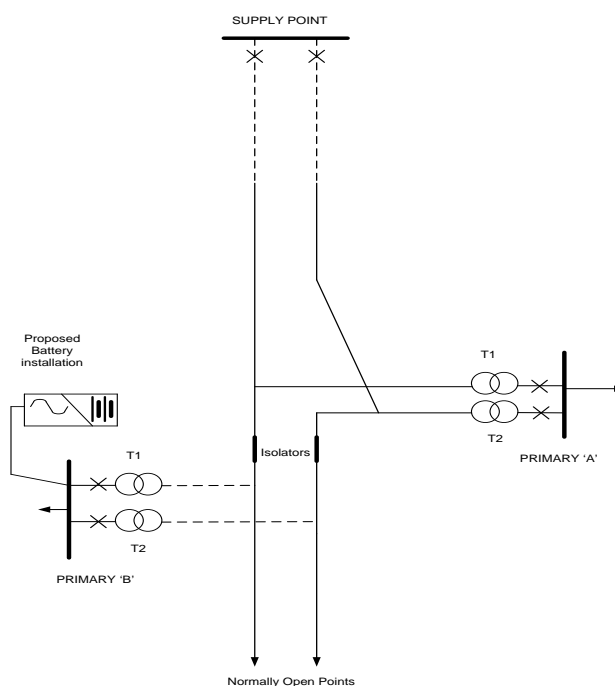 SUPPLY POINT
Proposed
Battery
installation
T1
T2
PRIMARY ‘A’
Isolators
T1
T2
PRIMARY ‘B’
Normally Open Points